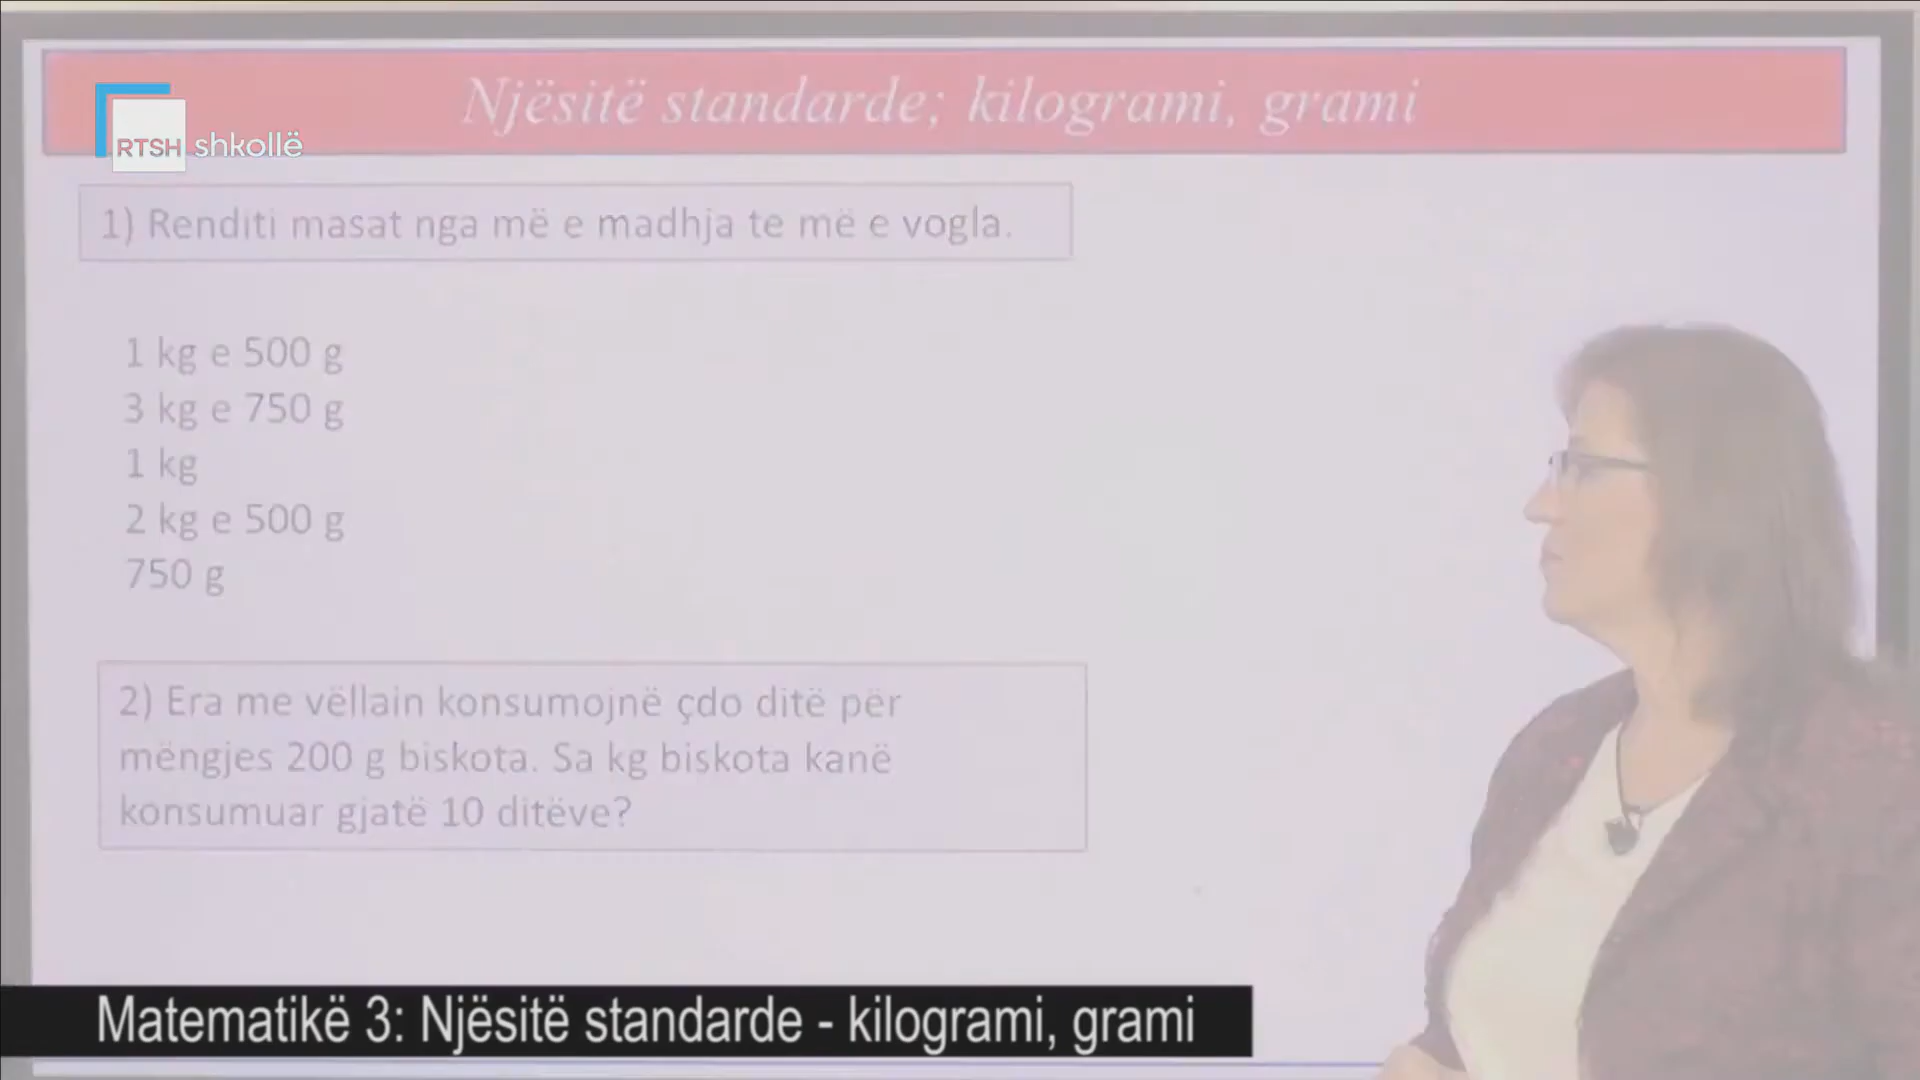 Njësitë standarde; kilogrami, grami
RTSH shkollë
1) Renditi masat nga më e madhja te më e vogla.
1 kg e 500 g
3 kg e 750 g
1 kg
2 kg e 500 g
750 g
2) Era me vëllain konsumojnë çdo ditë për
mëngjes 200 g biskota. Sa kg biskota kanë
konsumuar gjatë 10 ditëve?
Matematikë 3: Njësitë standarde - kilogrami, grami